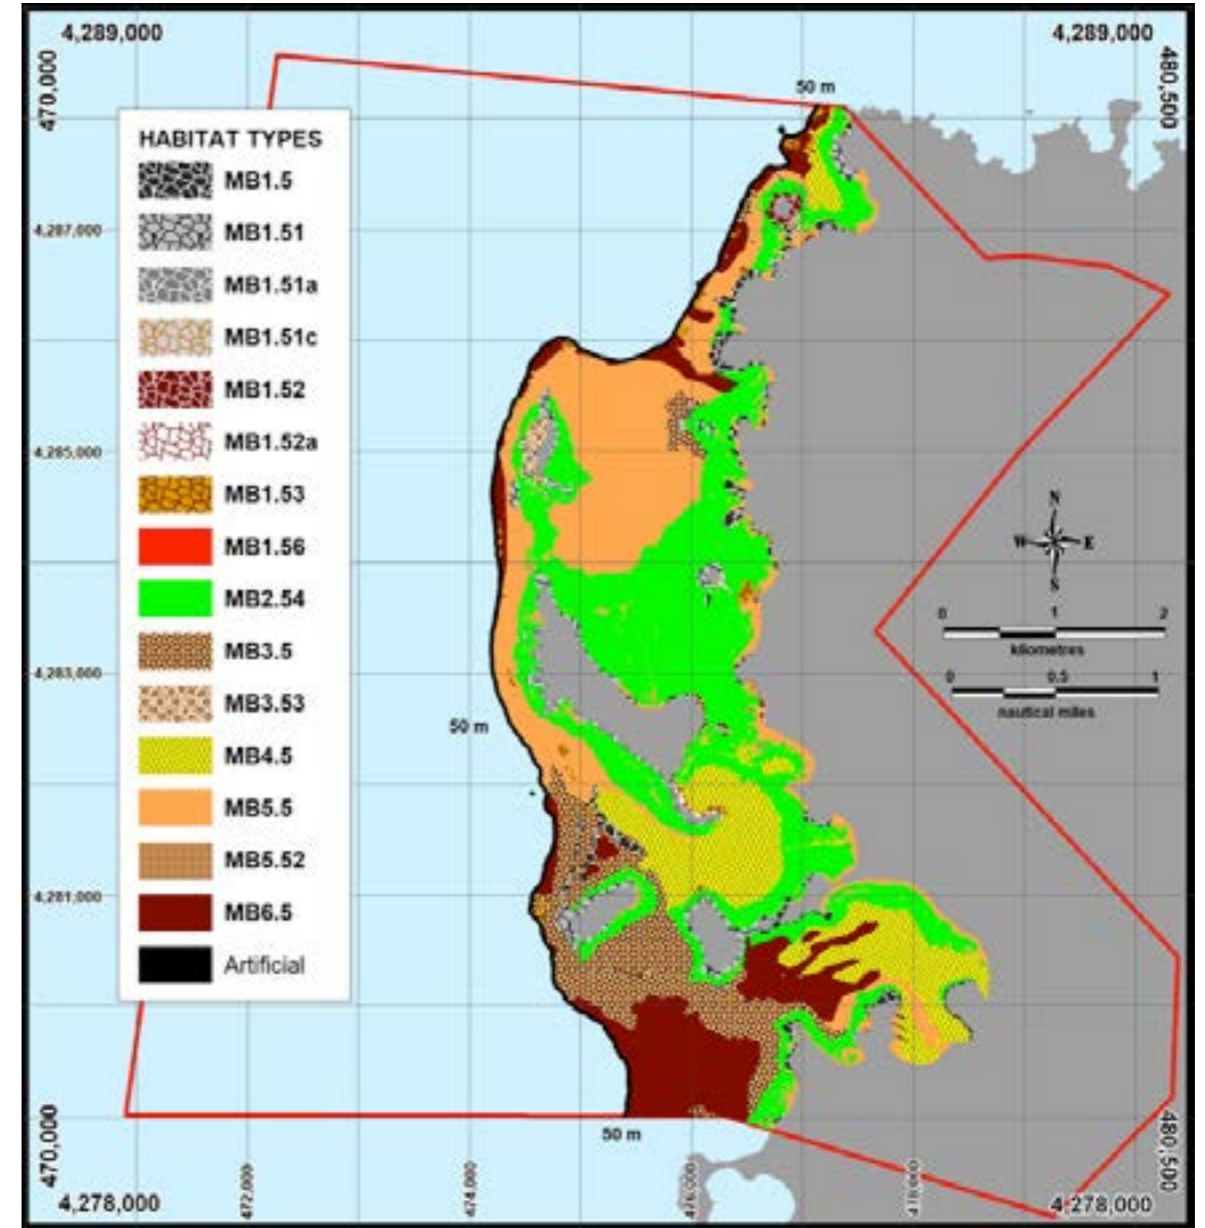 4,289,000
4,289,000
470,000
480,500
50 m
HABITAT TYPES
MB1.5
MB1.51
MB1.51a
MB1.51c
MB1.52
MB1.52a
MB1.53
MB1.56
MB2.54
MB3.5
MB3.53
MB4.5
MB5.5
MB5.52
MB6.5
Artificial
4,287,000
4,285,000
4,283,000
4,281,000
N
W
E
S
0
1
2
kilometres
0
0.5
1
nautical miles
50 m
50 m
470,000
480,500
472,000
474,000
476,000
4,278,000
4,278,000